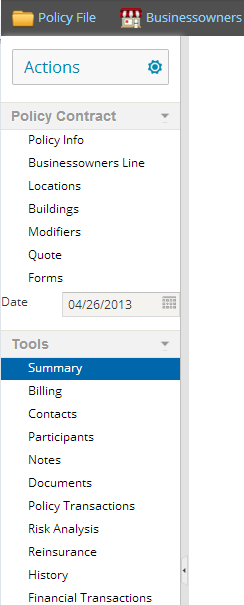 Policy File Businessowners
Actions
Policy Contract
Policy Info
Businessowners Line
Locations
Buildings
Modifiers
Quote
Forms
Date 04/26/2013
Tools
Summary
Billing
Contacts
Participants
Notes
Documents
Policy Transactions
Risk Analysis
Reinsurance
History
Financial Transactions